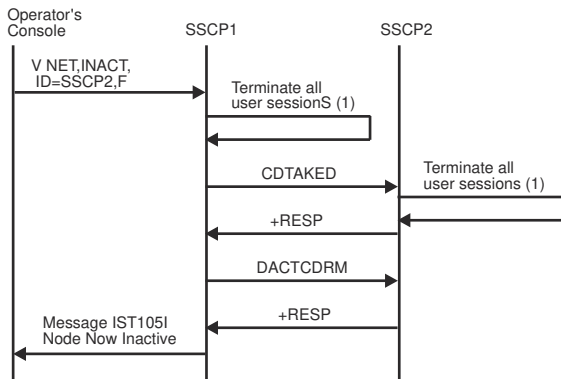 Operator's
Console
SSCP1
SSCP2
V NET,INACT,
ID=SSCP2,F
Terminate all
user sessionS (1)
CDTAKED
Terminate all
user sessions (1)
+RESP
DACTCDRM
+RESP
Message IST105I
Node Now Inactive